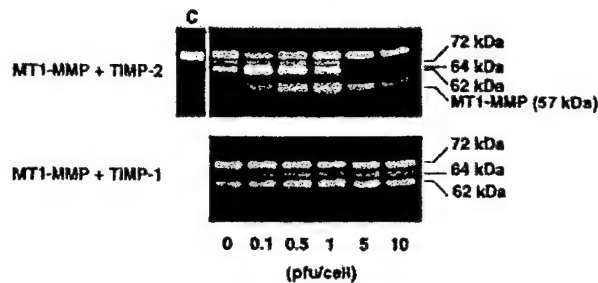 C
MT1-MMP + TIMP-2
72 kDa
64 kDa
62 kDa
MT1-MMP (57 kDa)
MT1-MMP + TIMP-1
72 kDa
64 kDa
62 kDa
0 0.1 0.5 1 5 10
(pfu/cell)